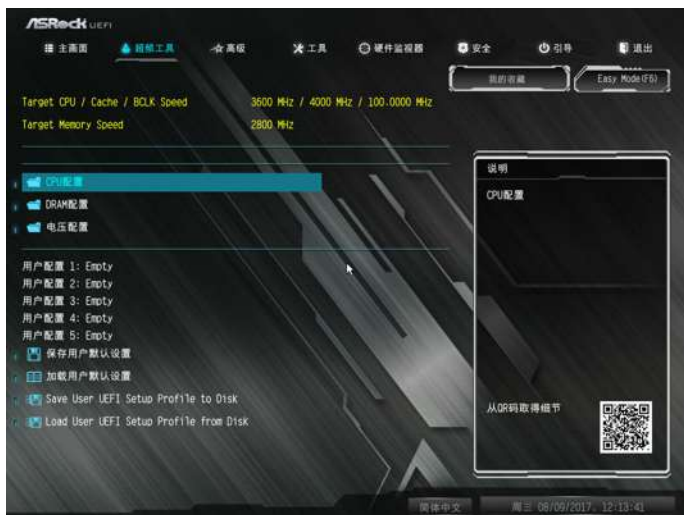 ASRock UEFI
主画面 超频工具 高级 工具 硬件监视器 安全 引导 退出
我的收藏 Easy Mode(F6)
Target CPU / Cache / BCLK Speed 3600 MHz / 4000 MHz / 100.0000 MHz
Target Memory Speed 2800 MHz
CPU配置
DRAM配置
电压配置
用户配置 1: Empty
用户配置 2: Empty
用户配置 3: Empty
用户配置 4: Empty
用户配置 5: Empty
保存用户默认设置
加载用户默认设置
Save User UEFI Setup Profile to Disk
Load User UEFI Setup Profile from Disk
说明
CPU配置
从QR码取得细节
简体中文 周三 08/09/2017, 12:13:41